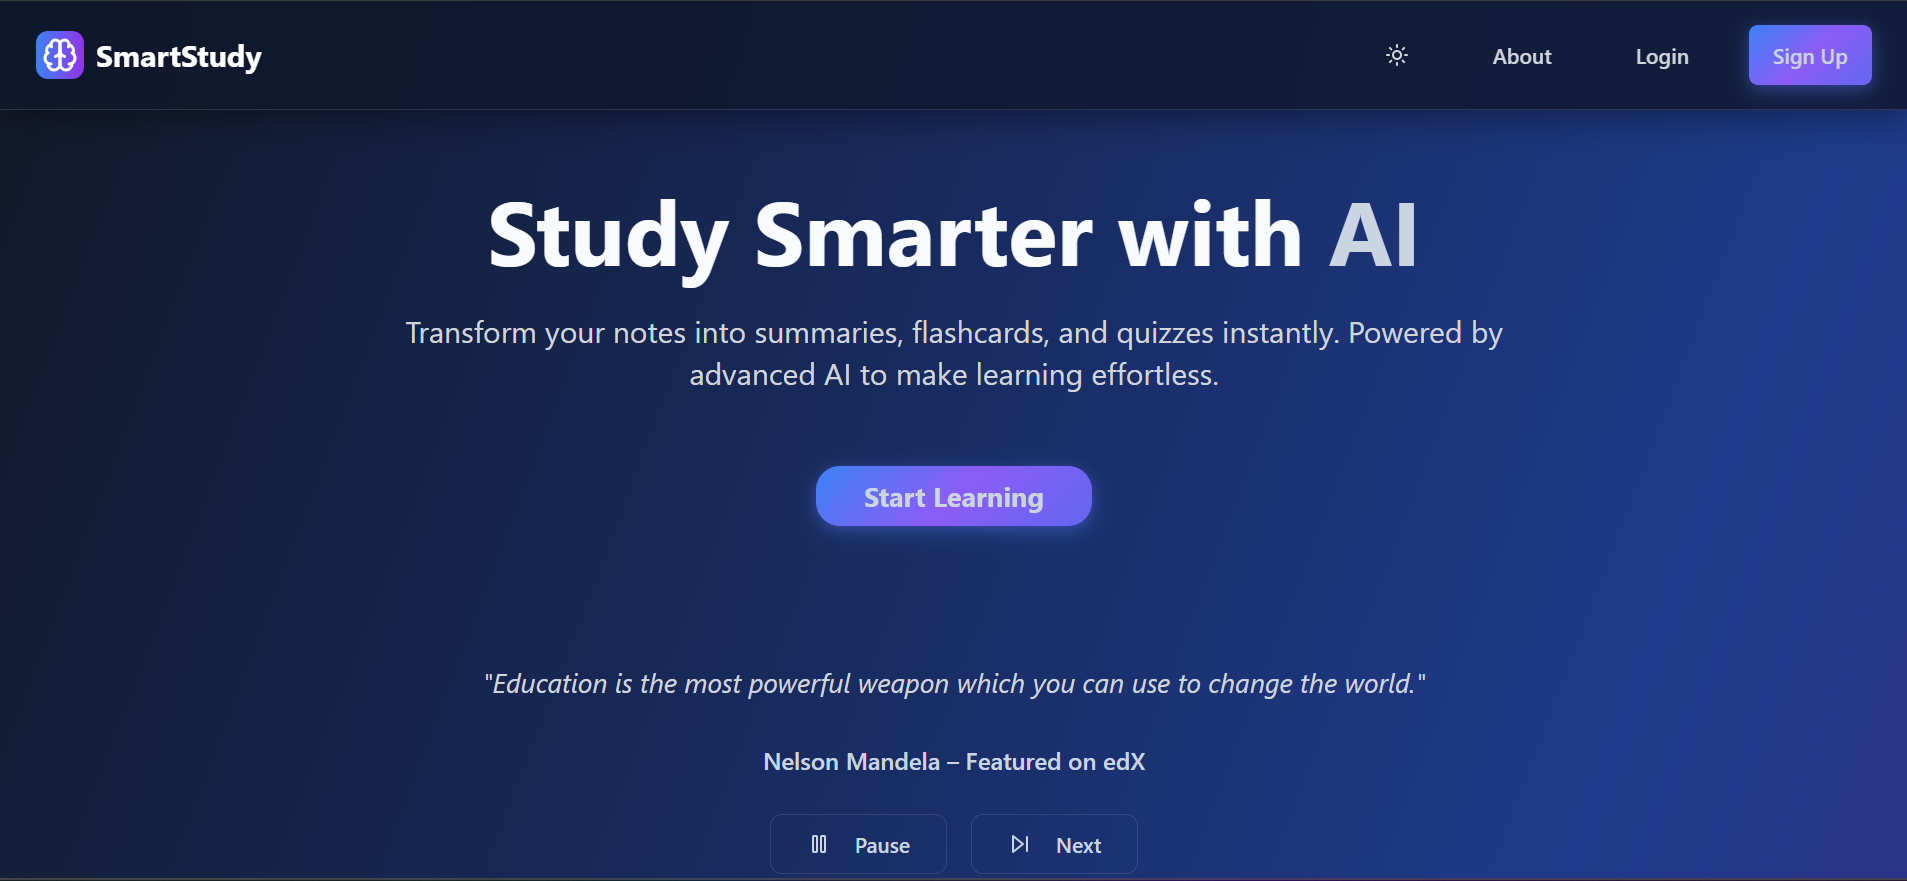 SmartStudy
About
Login
Sign Up
Study Smarter with AI
Transform your notes into summaries, flashcards, and quizzes instantly. Powered by
advanced AI to make learning effortless.
Start Learning
"Education is the most powerful weapon which you can use to change the world."
Nelson Mandela – Featured on edX
Pause
Next